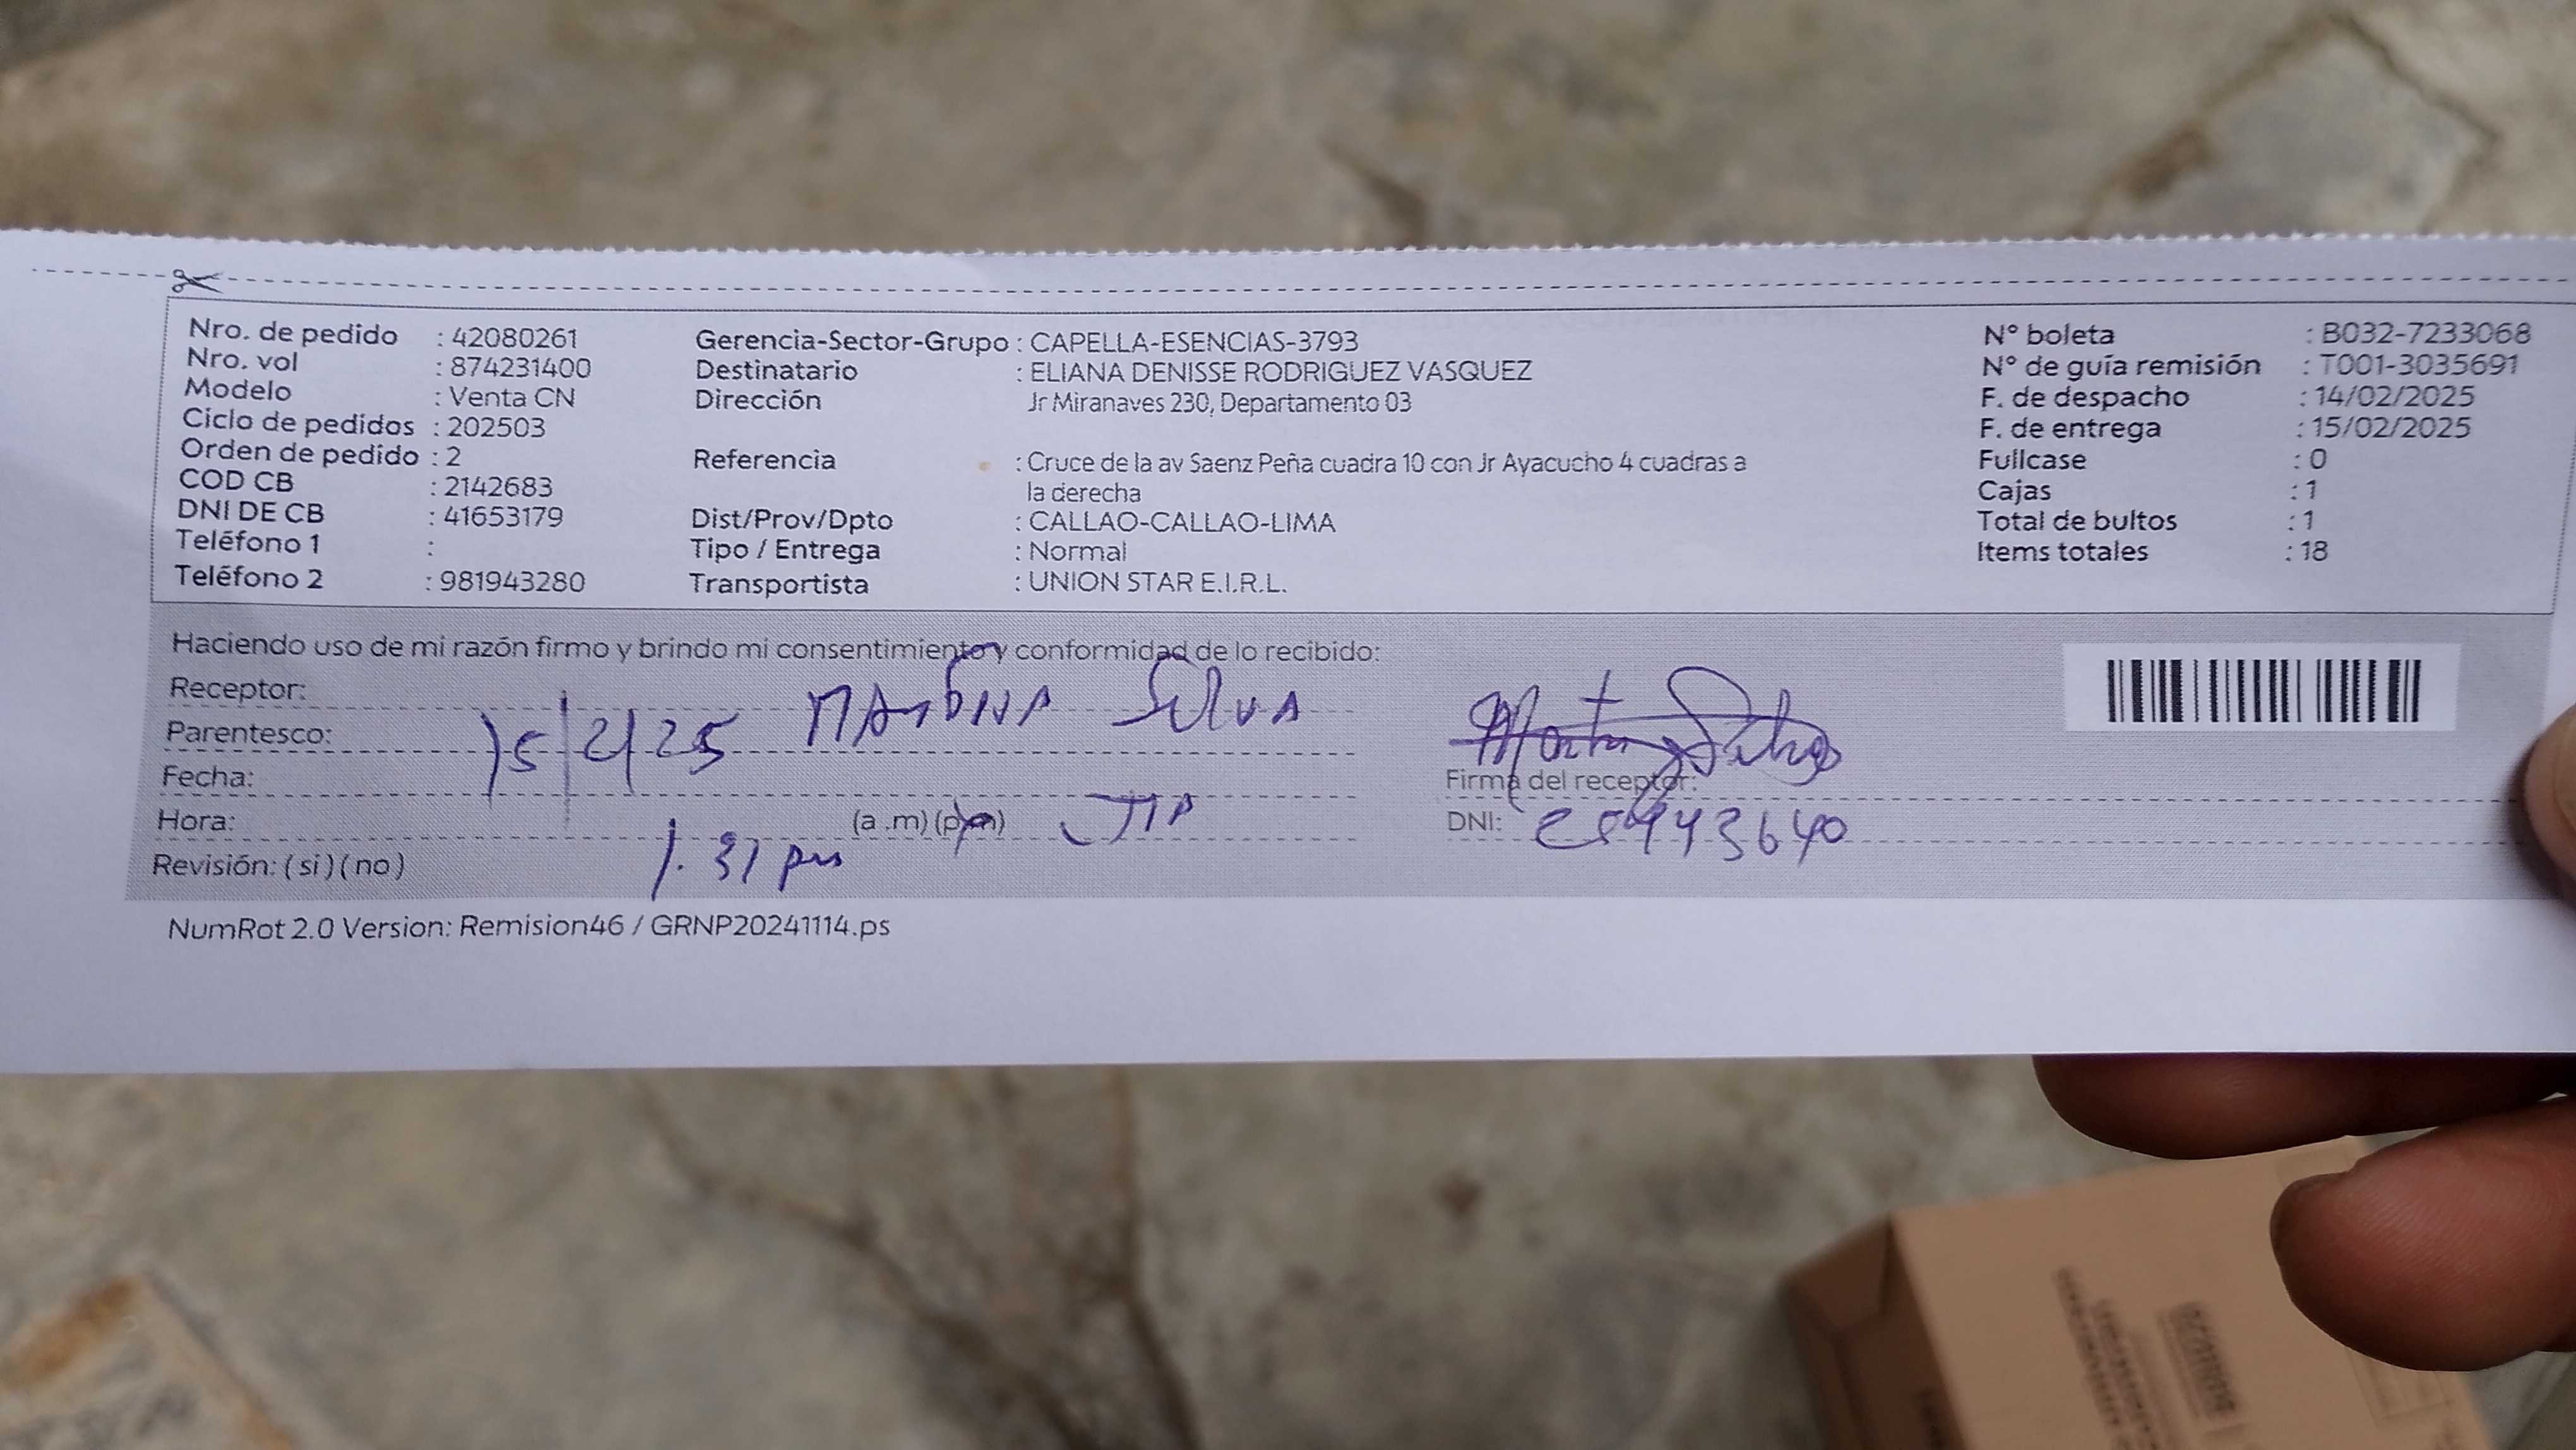 Nro. de pedido : 42080261
Nro. vol : 874231400
Modelo : Venta CN
Ciclo de pedidos : 202503
Orden de pedido : 2
COD CB : 2142683
DNI DE CB : 41653179
Teléfono 1 :
Teléfono 2 : 981943280
Gerencia-Sector-Grupo : CAPELLA-ESENCIAS-3793
Destinatario : ELIANA DENISSE RODRIGUEZ VASQUEZ
Dirección Jr Miranaves 230, Departamento 03
Referencia : Cruce de la av Saenz Peña cuadra 10 con Jr Ayacucho 4 cuadras a
la derecha
Dist/Prov/Dpto : CALLAO-CALLAO-LIMA
Tipo / Entrega : Normal
Transportista : UNION STAR E.I.R.L.
N° boleta : B032-7233068
N° de guía remisión : T001-3035691
F. de despacho : 14/02/2025
F. de entrega : 15/02/2025
Fullcase : 0
Cajas : 1
Total de bultos : 1
Items totales : 18
Haciendo uso de mi razón firmo y brindo mi consentimiento y conformidad de lo recibido:
Receptor: Silva
Parentesco:
Fecha: 15/2/25
Hora: (a .m) (p.m) TIA
1.37 pm
Revisión: ( si ) ( no )
Firma del receptor:
DNI:
NumRot 2.0 Version: Remision46 / GRNP20241114.ps